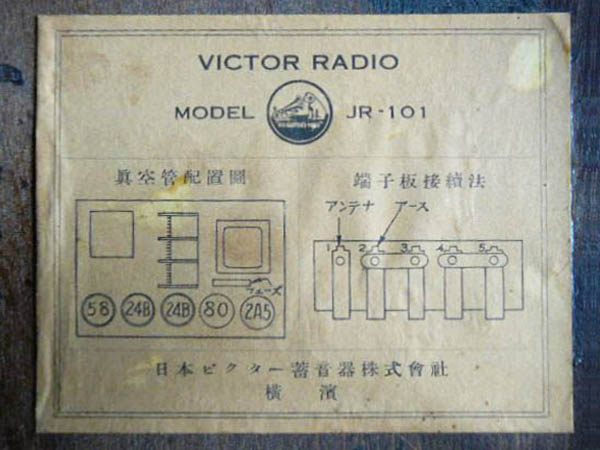 VICTOR RADIO
MODEL JR-101
眞空管配置圖
端子板接續法
アンテナ アース
1 2 3 4 5
フューズ
58 24B 24B 80 2A5
日本ビクター蓄音器株式會社
橫濱